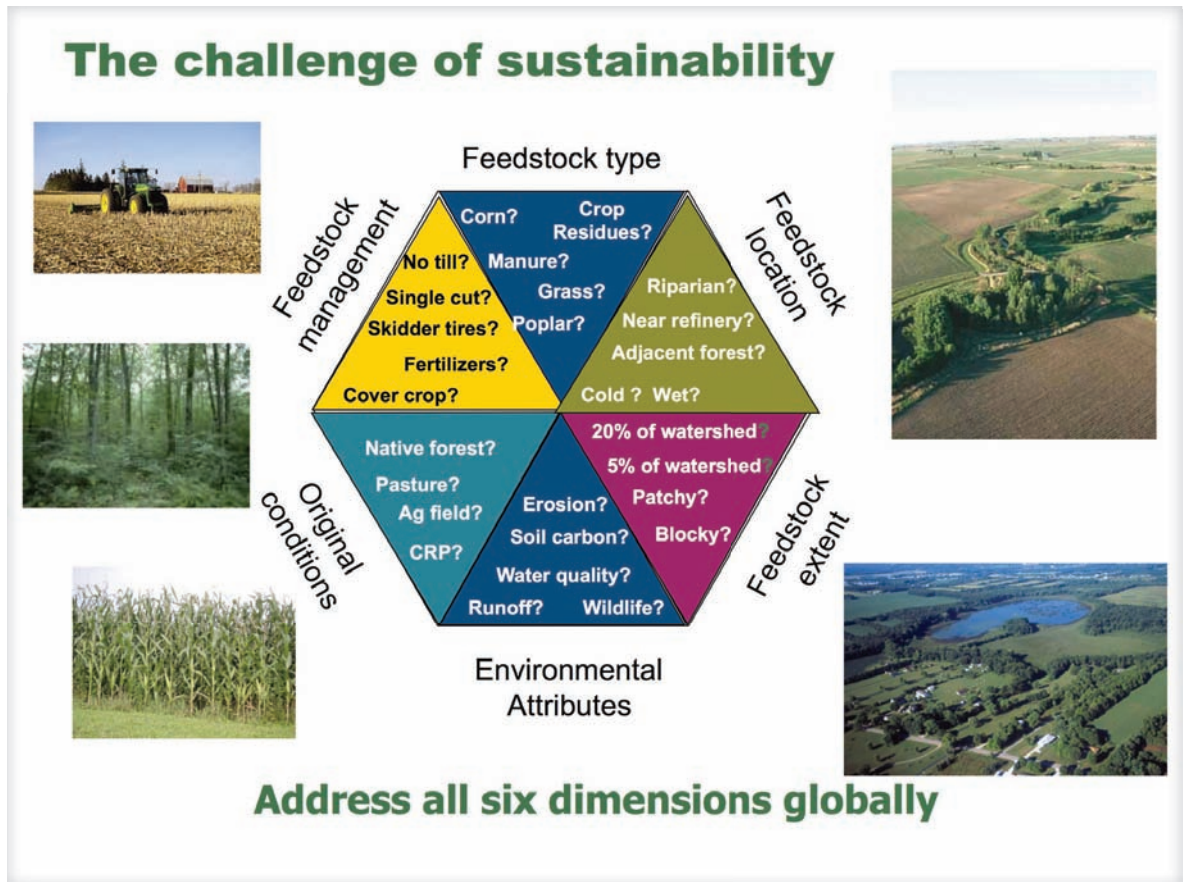 The challenge of sustainability
Feedstock type
Feedstock
management
Feedstock
location
Corn?
Crop
Residues?
Manure?
Grass?
Poplar?
No till?
Single cut?
Skidder tires?
Fertilizers?
Cover crop?
Riparian?
Near refinery?
Adjacent forest?
Cold ? Wet?
Native forest?
Pasture?
Ag field?
CRP?
Erosion?
Soil carbon?
Water quality?
Runoff? Wildlife?
20% of watershed?
5% of watershed?
Patchy?
Blocky?
Original
conditions
Feedstock
extent
Environmental
Attributes
Address all six dimensions globally